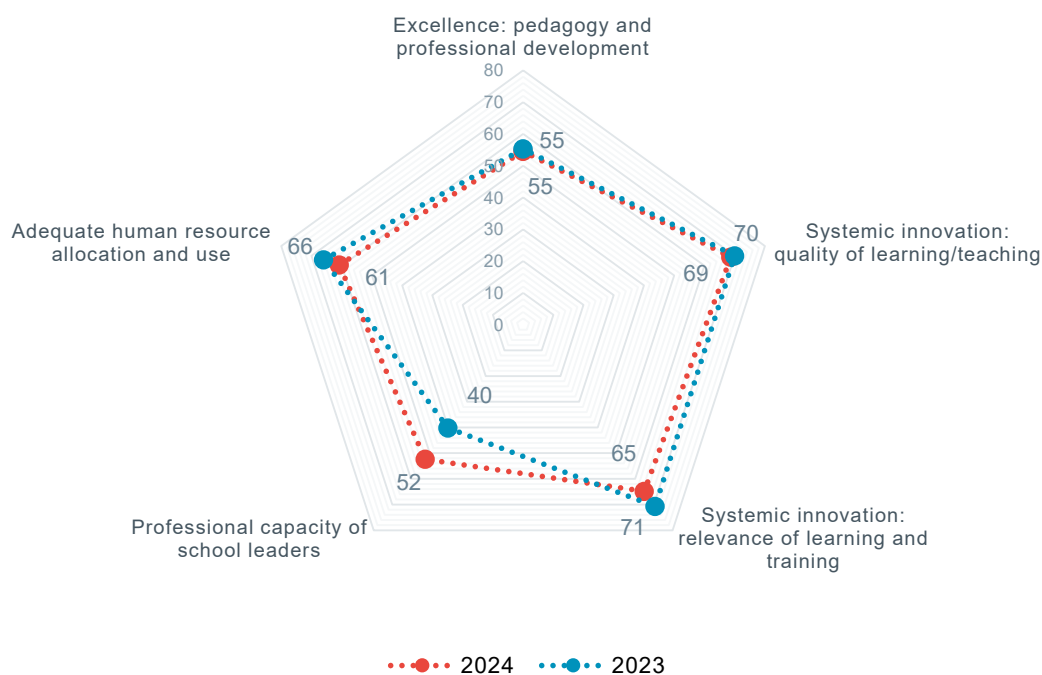 Excellence: pedagogy and
professional development
80
70
60
50
40
30
20
10
0
55
55
70
69
Systemic innovation:
quality of learning/teaching
Adequate human resource
allocation and use
66
61
40
52
65
71
Professional capacity of
school leaders
Systemic innovation:
relevance of learning and
training
2024
2023